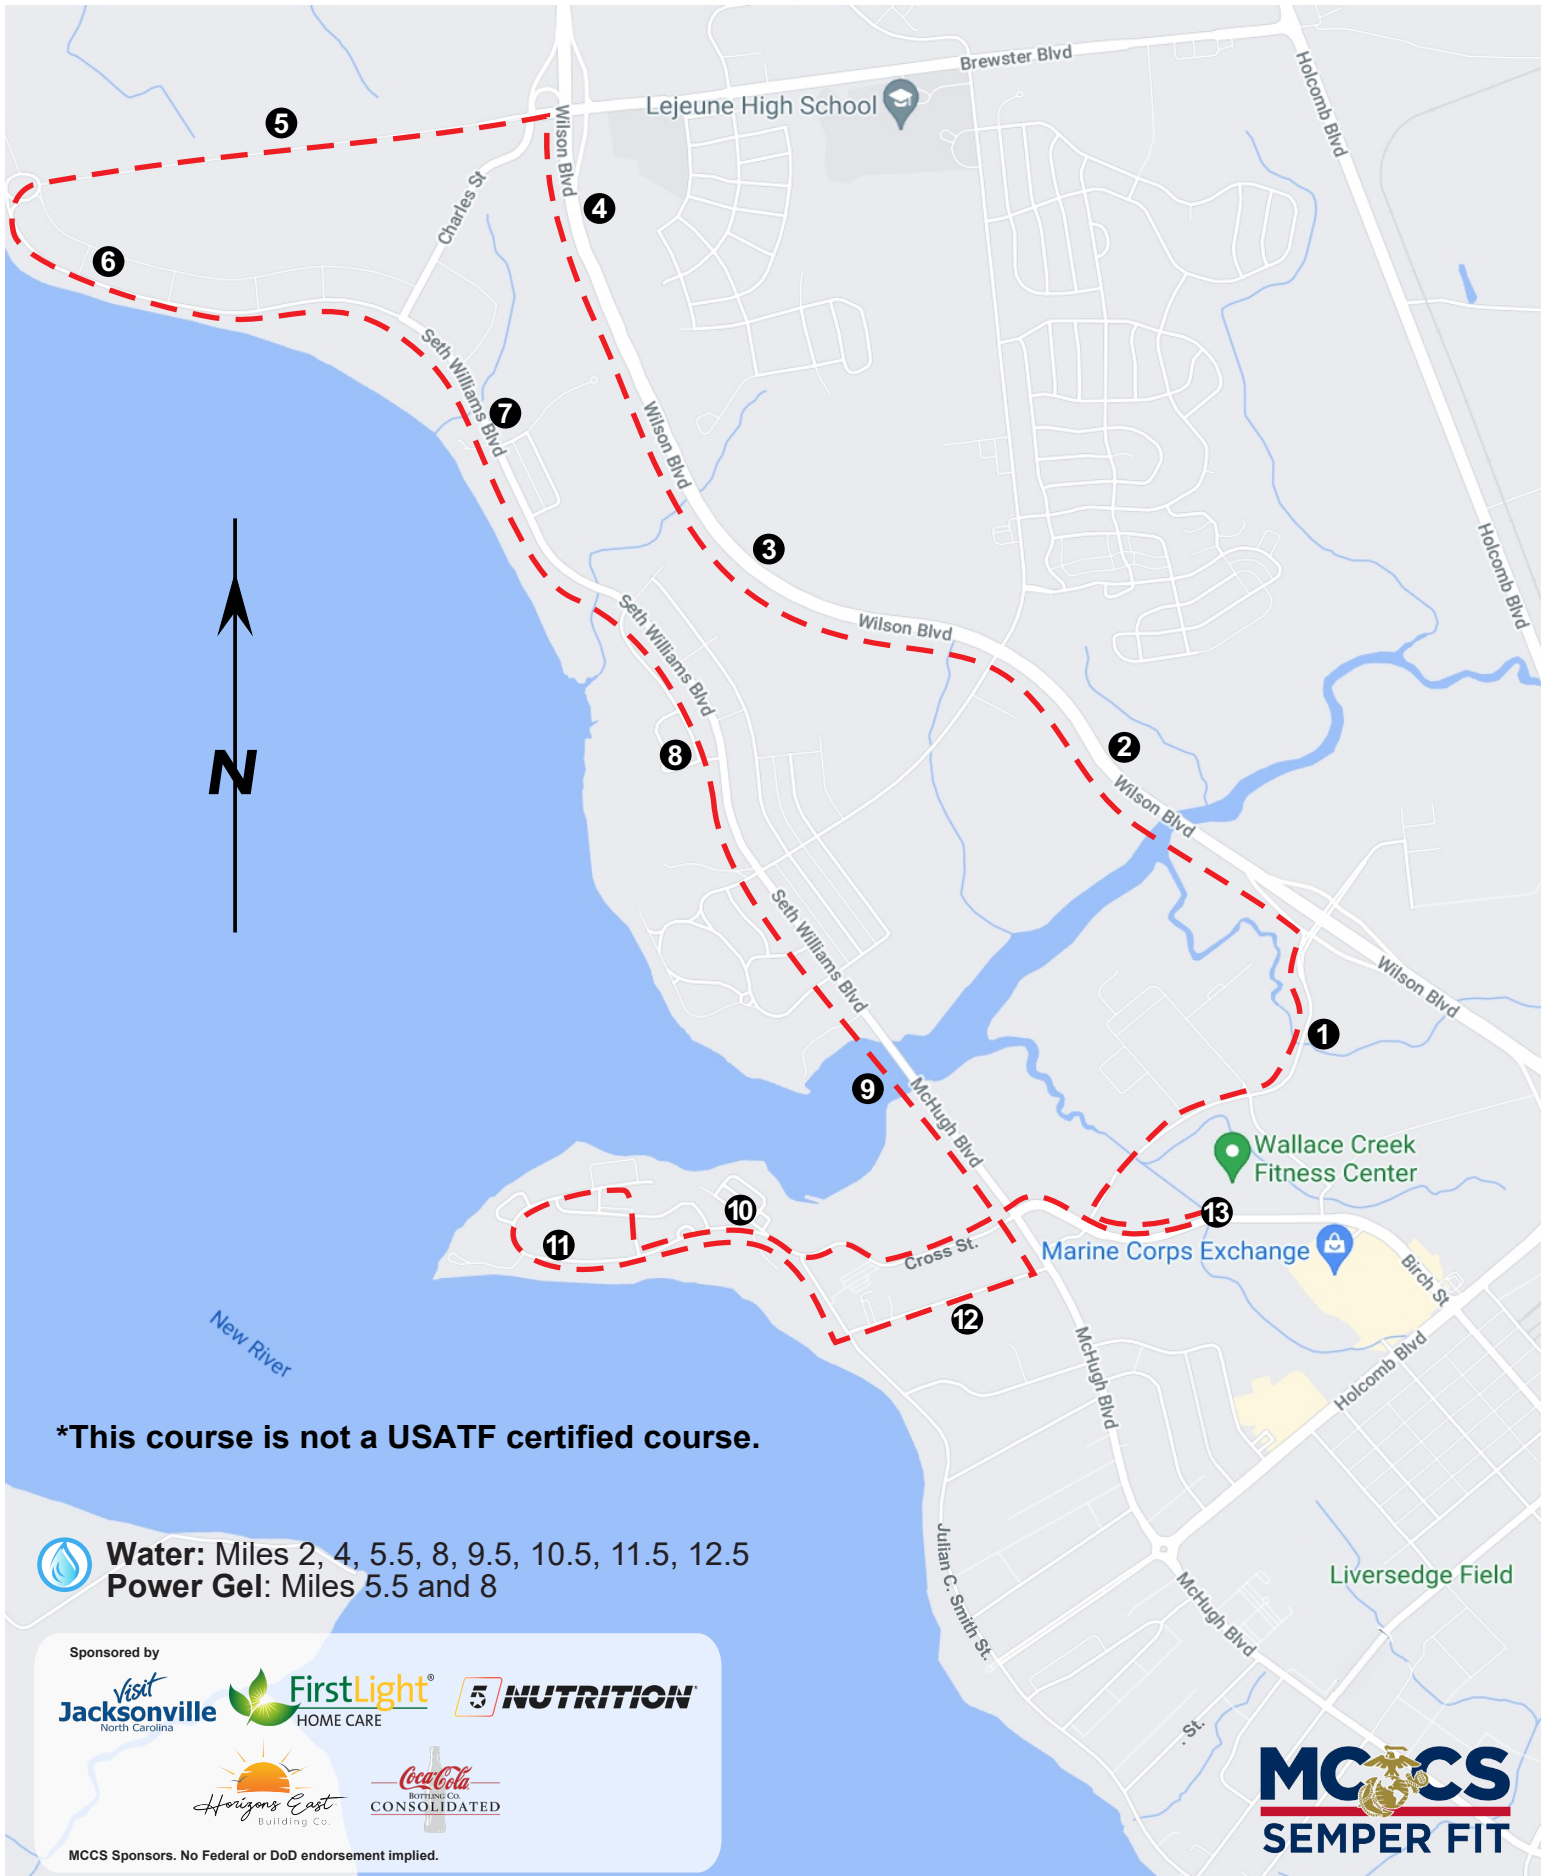 Brewster Blvd
Lejeune High School
Holcomb Blvd
Wilson Blvd
5
4
Charles St
6
Seth Williams Blvd
7
Wilson Blvd
3
Holcomb Blvd
Seth Williams Blvd
Wilson Blvd
2
8
N
Wilson Blvd
Seth Williams Blvd
Wilson Blvd
1
9
McHugh Blvd
Wallace Creek
Fitness Center
10
13
11
Cross St.
Marine Corps Exchange
Birch St
12
New River
McHugh Blvd
Holcomb Blvd
*This course is not a USATF certified course.
Water: Miles 2, 4, 5.5, 8, 9.5, 10.5, 11.5, 12.5
Power Gel: Miles 5.5 and 8
Julian C. Smith St.
McHugh Blvd
Liversedge Field
. St.
Sponsored by
Visit
Jacksonville
North Carolina
FirstLight®
HOME CARE
5 NUTRITION
Horizons East
Building Co.
Coca-Cola
BOTTLING CO.
CONSOLIDATED
MCCS Sponsors. No Federal or DoD endorsement implied.
MCCS
SEMPER FIT